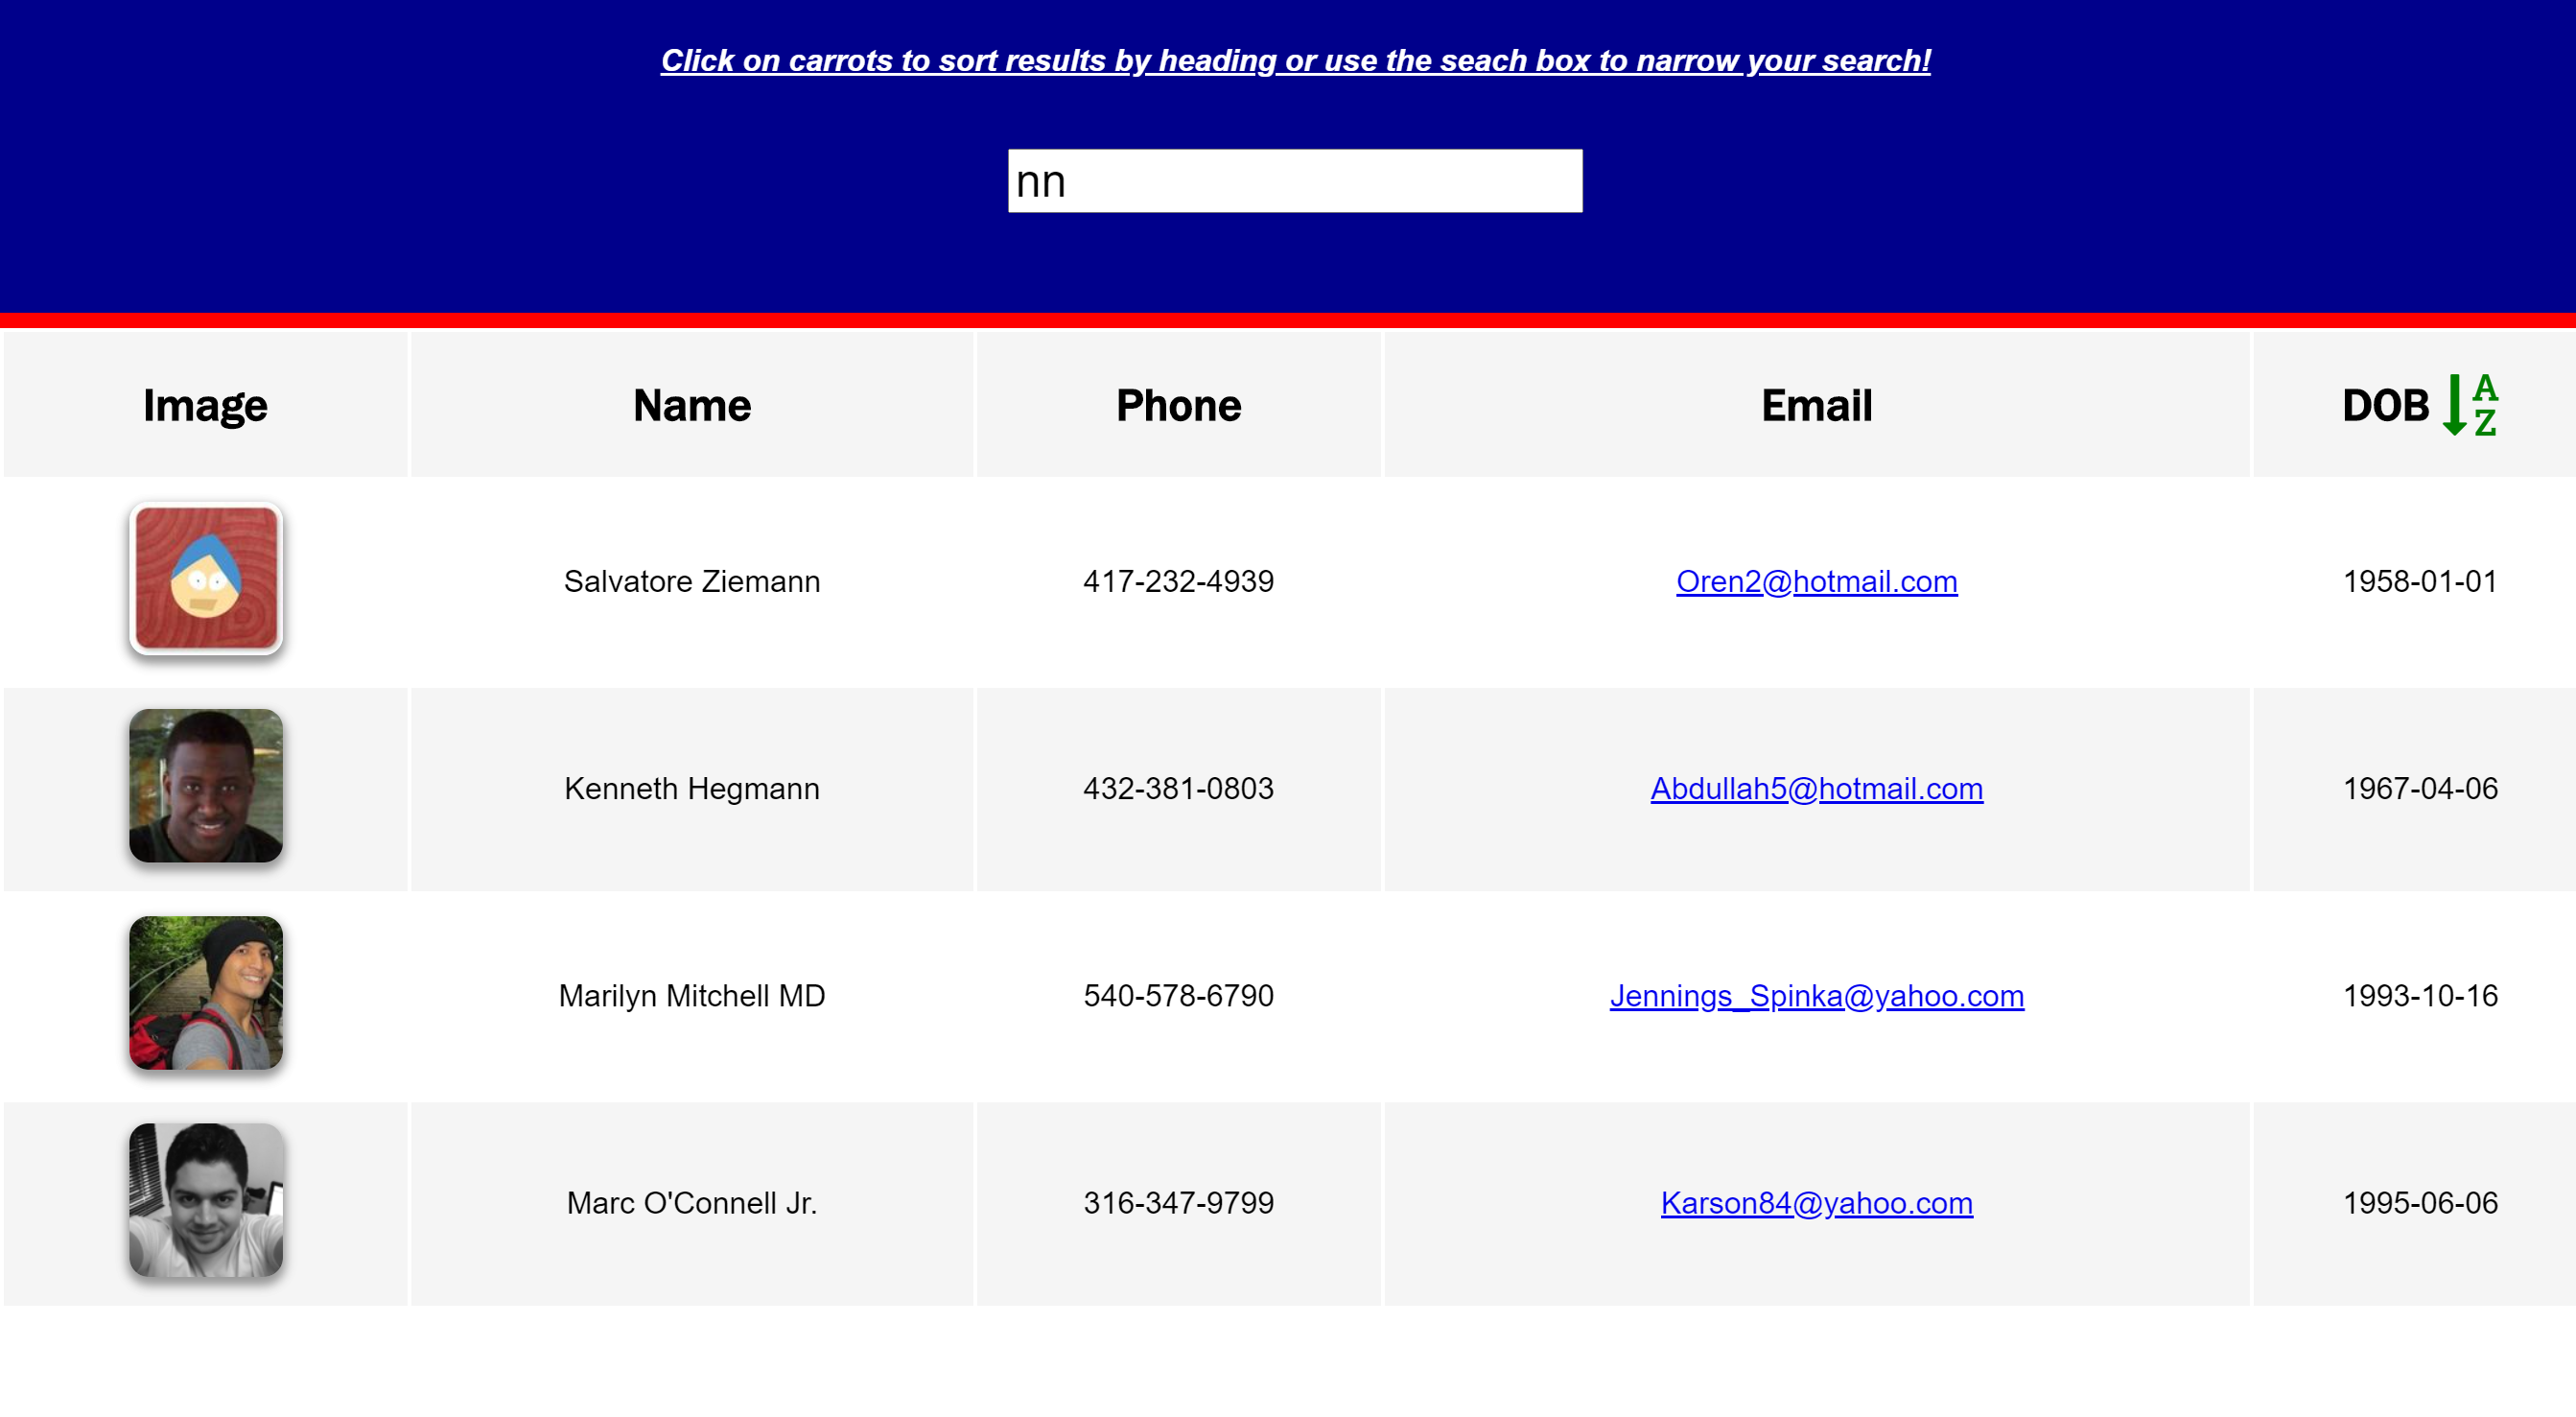 Click on carrots to sort results by heading or use the seach box to narrow your search!
nn
Image Name Phone Email DOB A Z
Salvatore Ziemann 417-232-4939 Oren2@hotmail.com 1958-01-01
Kenneth Hegmann 432-381-0803 Abdullah5@hotmail.com 1967-04-06
Marilyn Mitchell MD 540-578-6790 Jennings_Spinka@yahoo.com 1993-10-16
Marc O'Connell Jr. 316-347-9799 Karson84@yahoo.com 1995-06-06